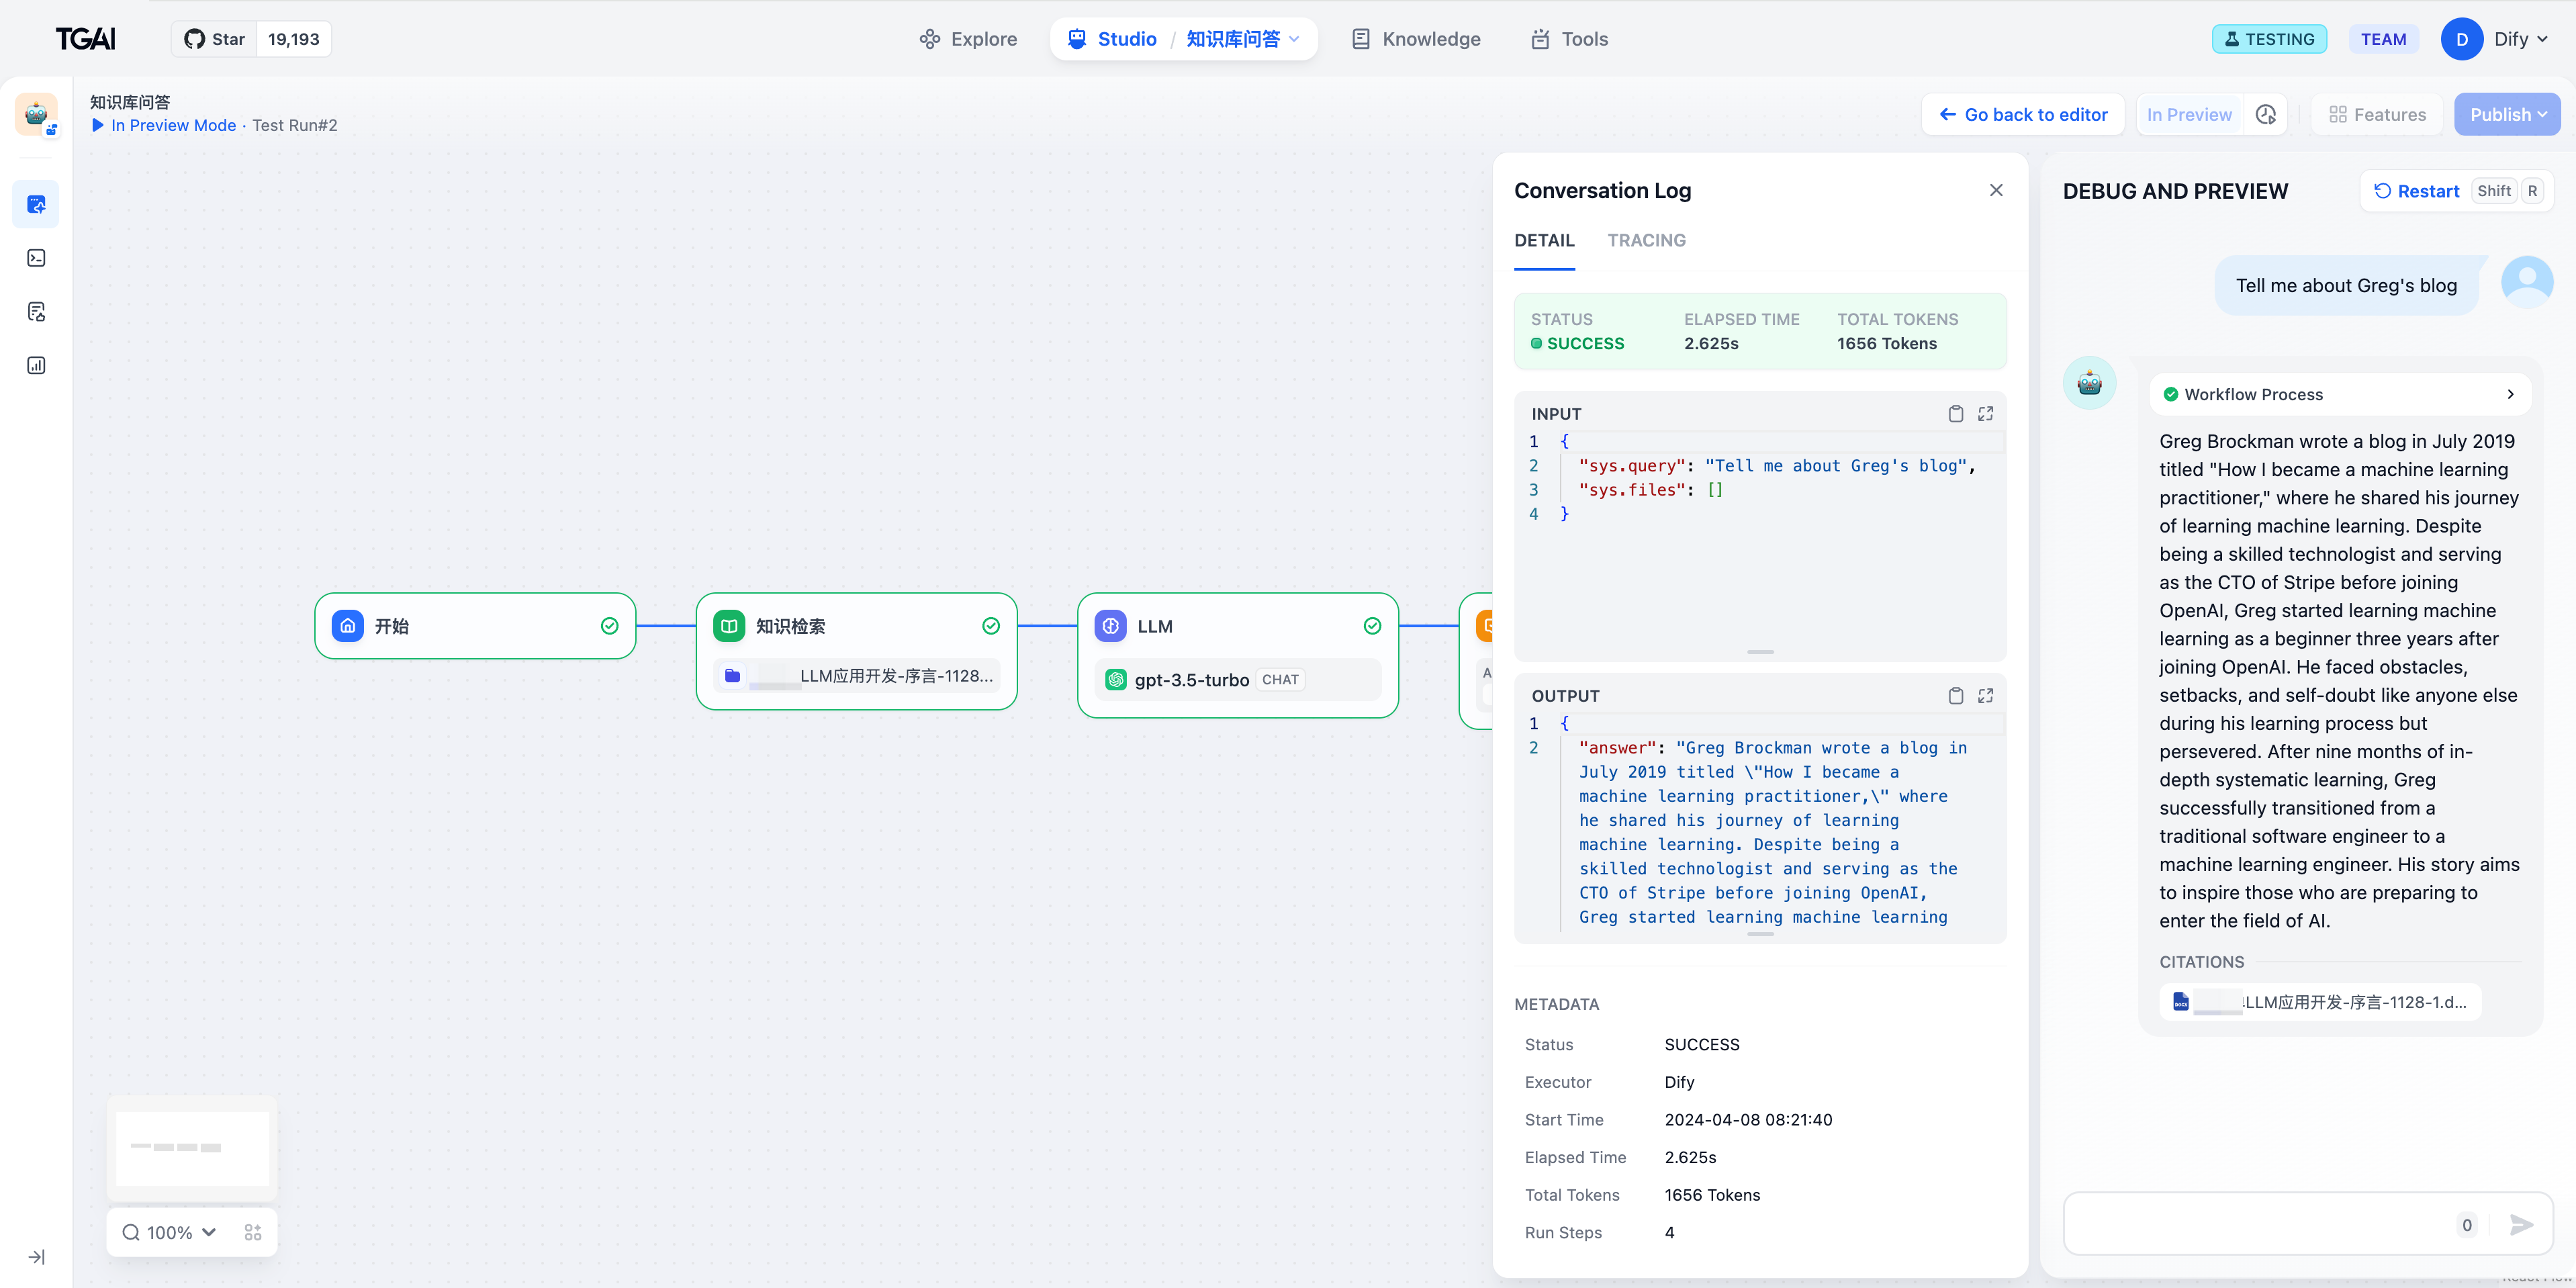 TGAI
Star 19,193
Explore
Studio / 知识库问答
Knowledge
Tools
TESTING
TEAM
D
Dify
知识库问答
In Preview Mode · Test Run#2
Go back to editor
In Preview
Features
Publish
开始
知识检索
LLM应用开发-序言-1128...
LLM
gpt-3.5-turbo CHAT
100%
Conversation Log
DETAIL
TRACING
STATUS ELAPSED TIME TOTAL TOKENS
SUCCESS 2.625s 1656 Tokens
INPUT
1 {
2 "sys.query": "Tell me about Greg's blog",
3 "sys.files": []
4 }
OUTPUT
1 {
2 "answer": "Greg Brockman wrote a blog in
July 2019 titled \"How I became a
machine learning practitioner,\" where
he shared his journey of learning
machine learning. Despite being a
skilled technologist and serving as the
CTO of Stripe before joining OpenAI,
Greg started learning machine learning
METADATA
Status SUCCESS
Executor Dify
Start Time 2024-04-08 08:21:40
Elapsed Time 2.625s
Total Tokens 1656 Tokens
Run Steps 4
DEBUG AND PREVIEW
Restart Shift R
Tell me about Greg's blog
Workflow Process
Greg Brockman wrote a blog in July 2019
titled "How I became a machine learning
practitioner," where he shared his journey
of learning machine learning. Despite
being a skilled technologist and serving
as the CTO of Stripe before joining
OpenAI, Greg started learning machine
learning as a beginner three years after
joining OpenAI. He faced obstacles,
setbacks, and self-doubt like anyone else
during his learning process but
persevered. After nine months of in-
depth systematic learning, Greg
successfully transitioned from a
traditional software engineer to a
machine learning engineer. His story aims
to inspire those who are preparing to
enter the field of AI.
CITATIONS
LLM应用开发-序言-1128-1.d...
0